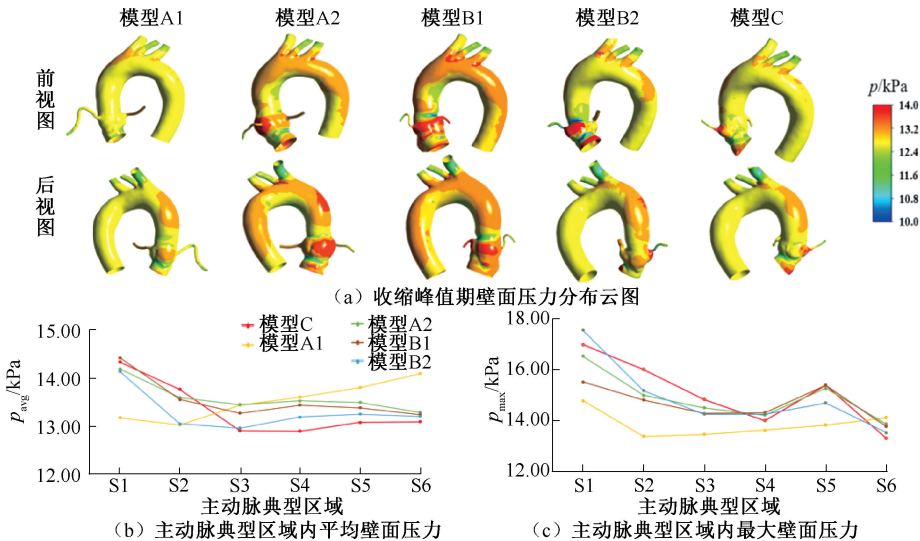 模型A1 模型A2 模型B1 模型B2 模型C
前视图
后视图
p/kPa
14.0
13.2
12.4
11.6
10.8
10.0
（a）收缩峰值期壁面压力分布云图
15.00
14.00
13.00
12.00
pavg/kPa
模型C 模型A2
模型A1 模型B1
模型B2
S1 S2 S3 S4 S5 S6
主动脉典型区域
（b）主动脉典型区域内平均壁面压力
18.00
16.00
14.00
12.00
pmax/kPa
S1 S2 S3 S4 S5 S6
主动脉典型区域
（c）主动脉典型区域内最大壁面压力